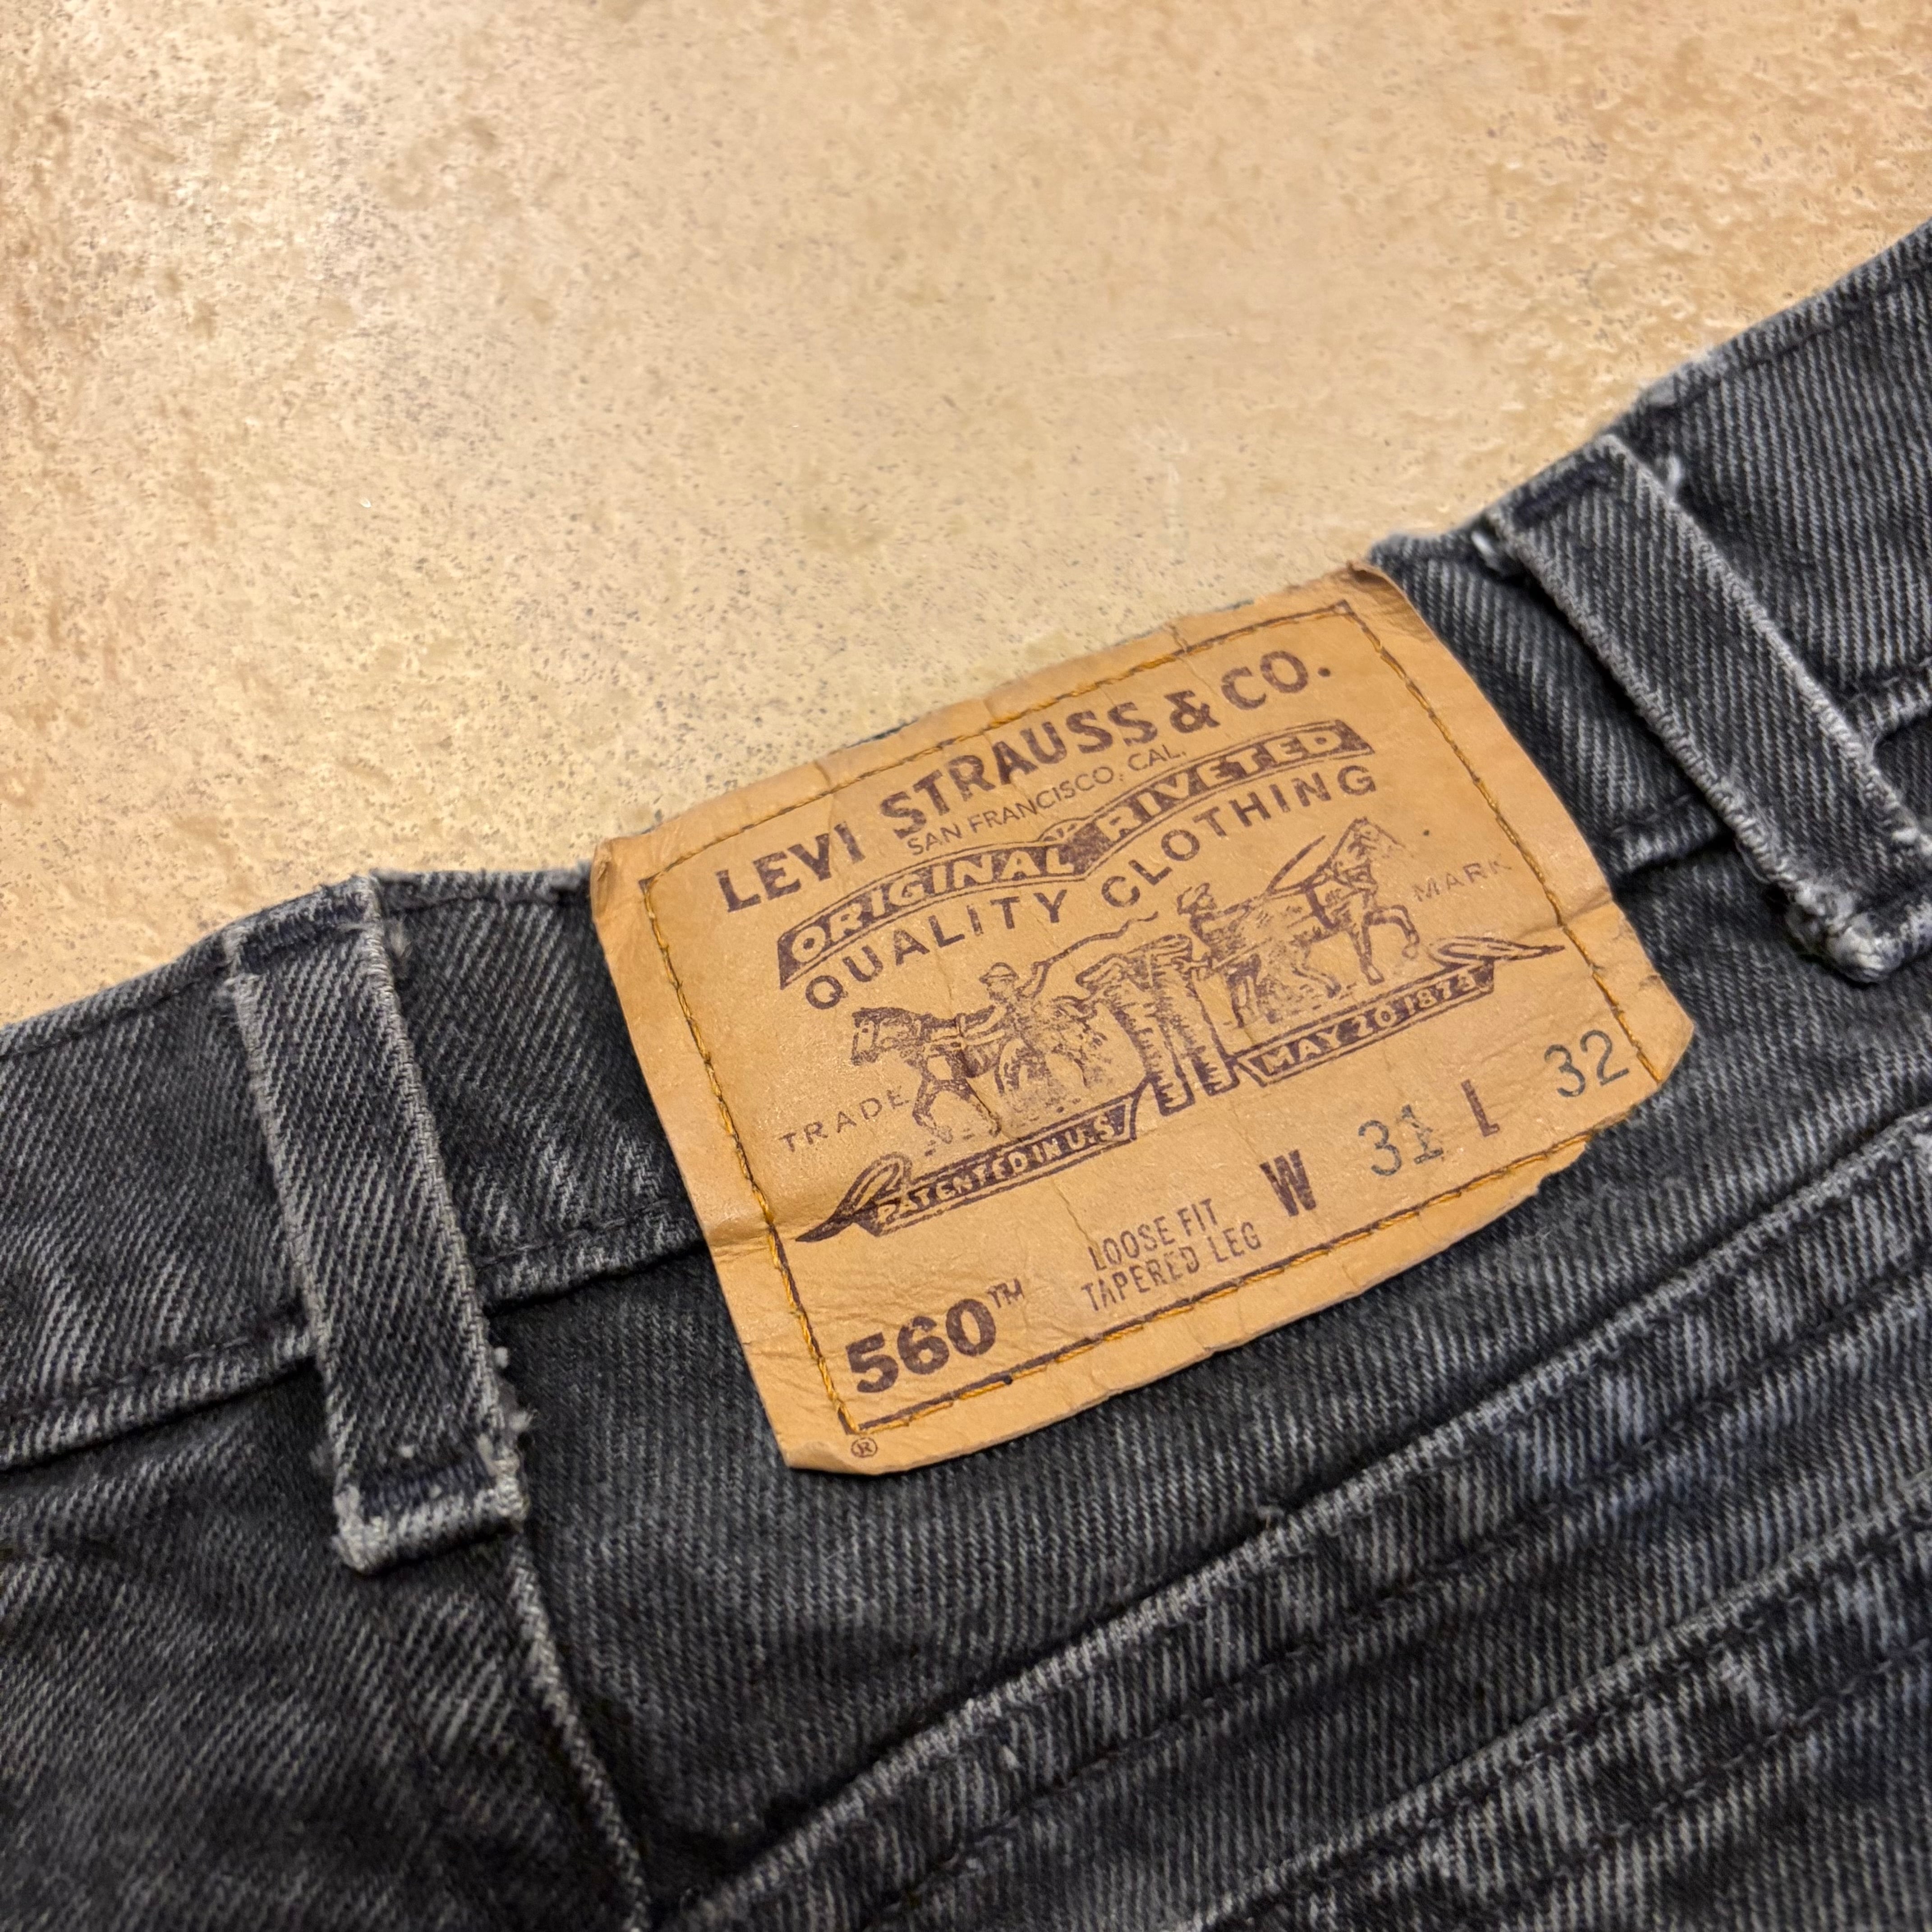 LEVI STRAUSS & CO.
SAN FRANCISCO, CAL.
ORIGINAL RIVETED
QUALITY CLOTHING
TRADE MARK
PATENTED IN U.S. MAY 20 1873
W 31 L 32
560™ LOOSE FIT
TAPERED LEG
®